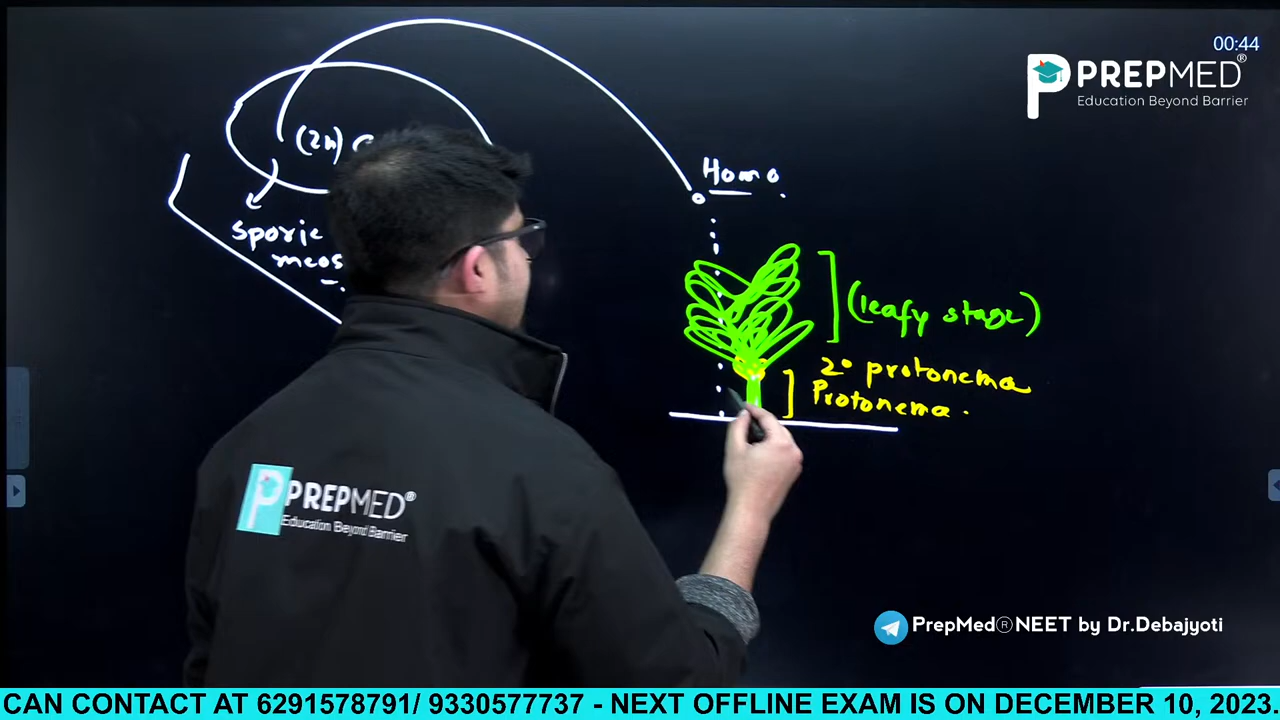 00:44
PREPMED®
Education Beyond Barrier
(2n)
Homo
sporic
meos
(leafy stage)
2° protonema
Protonema.
PREPMED®
Education Beyond Barrier
PrepMed®NEET by Dr.Debajyoti
CAN CONTACT AT 6291578791/ 9330577737 - NEXT OFFLINE EXAM IS ON DECEMBER 10, 2023.